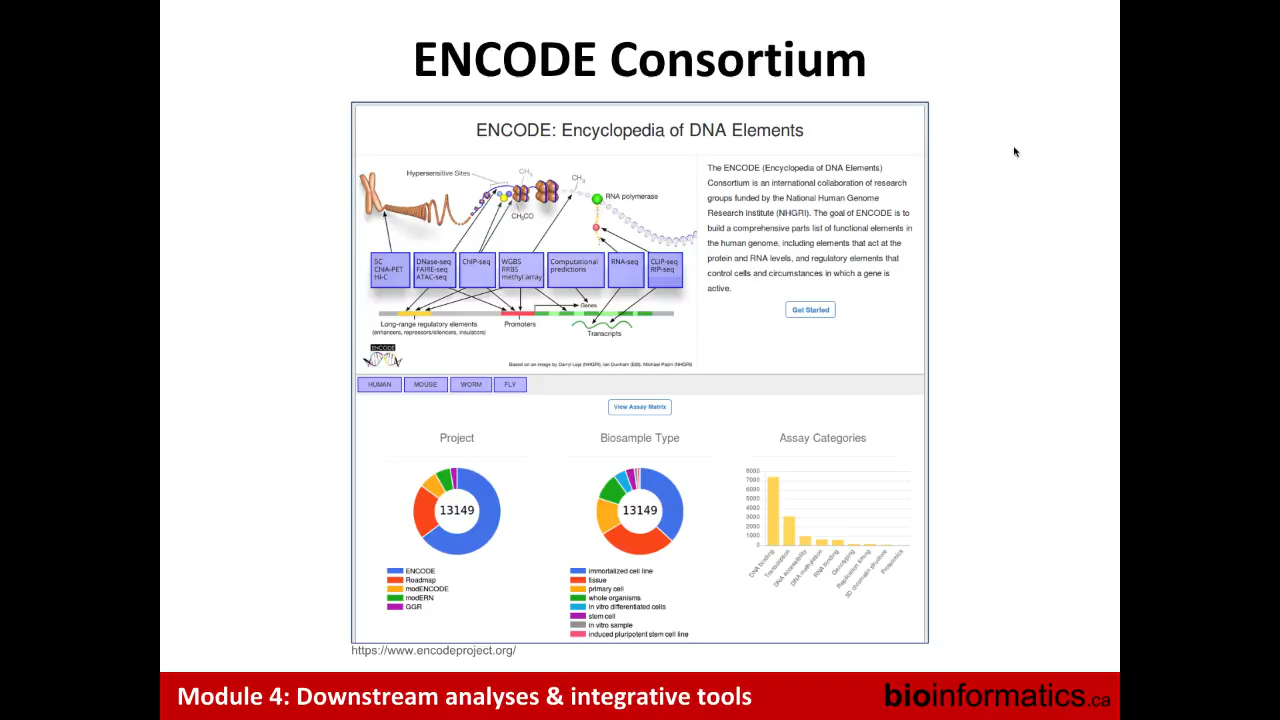 ENCODE Consortium
ENCODE: Encyclopedia of DNA Elements
Hypersensitive Sites
CH3
CH3
CH3CO
RNA polymerase
5C
ChIA-PET
Hi-C
DNase-seq
FAIRE-seq
ATAC-seq
ChIP-seq
WGBS
RRBS
methyl array
Computational
predictions
RNA-seq
CLIP-seq
RIP-seq
Genes
Long-range regulatory elements
(enhancers, repressors/silencers, insulators)
Promoters
Transcripts
ENCODE
Based on an image by Darryl Leja (NHGRI), Ian Dunham (EBI), Michael Pazin (NHGRI)
The ENCODE (Encyclopedia of DNA Elements)
Consortium is an international collaboration of research
groups funded by the National Human Genome
Research Institute (NHGRI). The goal of ENCODE is to
build a comprehensive parts list of functional elements in
the human genome, including elements that act at the
protein and RNA levels, and regulatory elements that
control cells and circumstances in which a gene is
active.
Get Started
HUMAN MOUSE WORM FLY
View Assay Matrix
Project
13149
ENCODE
Roadmap
modENCODE
modERN
GGR
Biosample Type
13149
immortalized cell line
tissue
primary cell
whole organisms
in vitro differentiated cells
stem cell
in vitro sample
induced pluripotent stem cell line
Assay Categories
8000
7000
6000
5000
4000
3000
2000
1000
0
DNA binding
Transcription
DNA accessibility
DNA methylation
RNA binding
Genotyping
Replication timing
3D chromatin structure
Proteomics
https://www.encodeproject.org/
Module 4: Downstream analyses & integrative tools
bioinformatics.ca